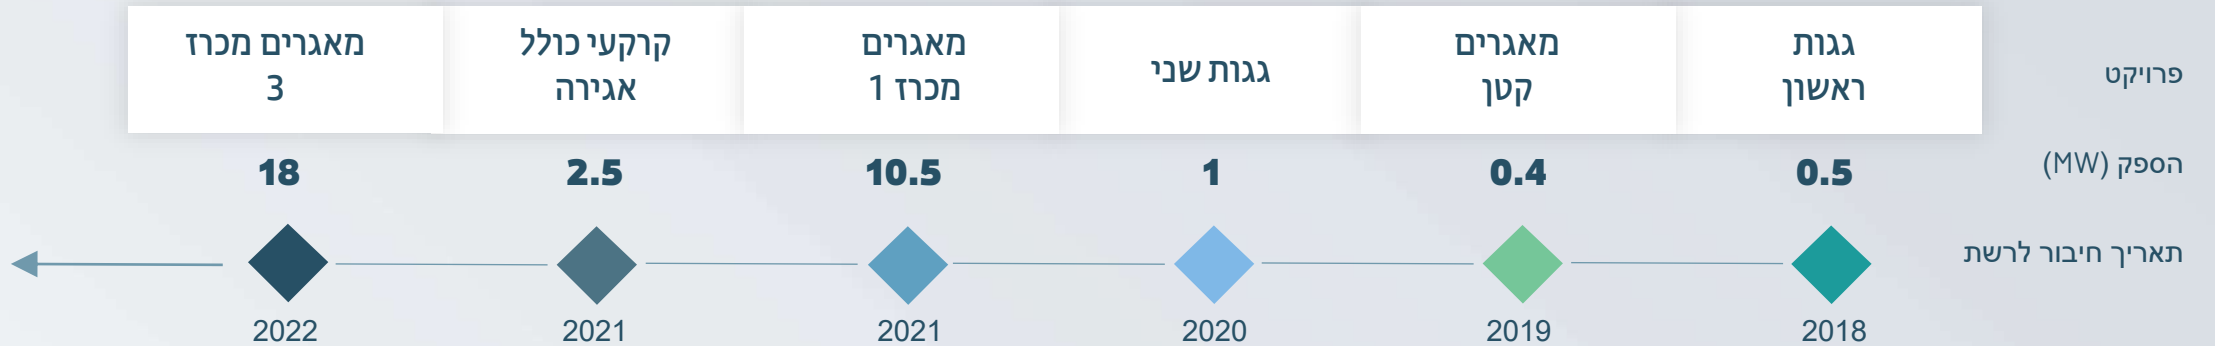 פרויקט
גגות
ראשון
מאגרים
קטן
גגות שני
מאגרים
מכרז 1
קרקעי כולל
אגירה
מאגרים מכרז
3
הספק (MW)
0.5
0.4
1
10.5
2.5
18
תאריך חיבור לרשת
2018
2019
2020
2021
2021
2022